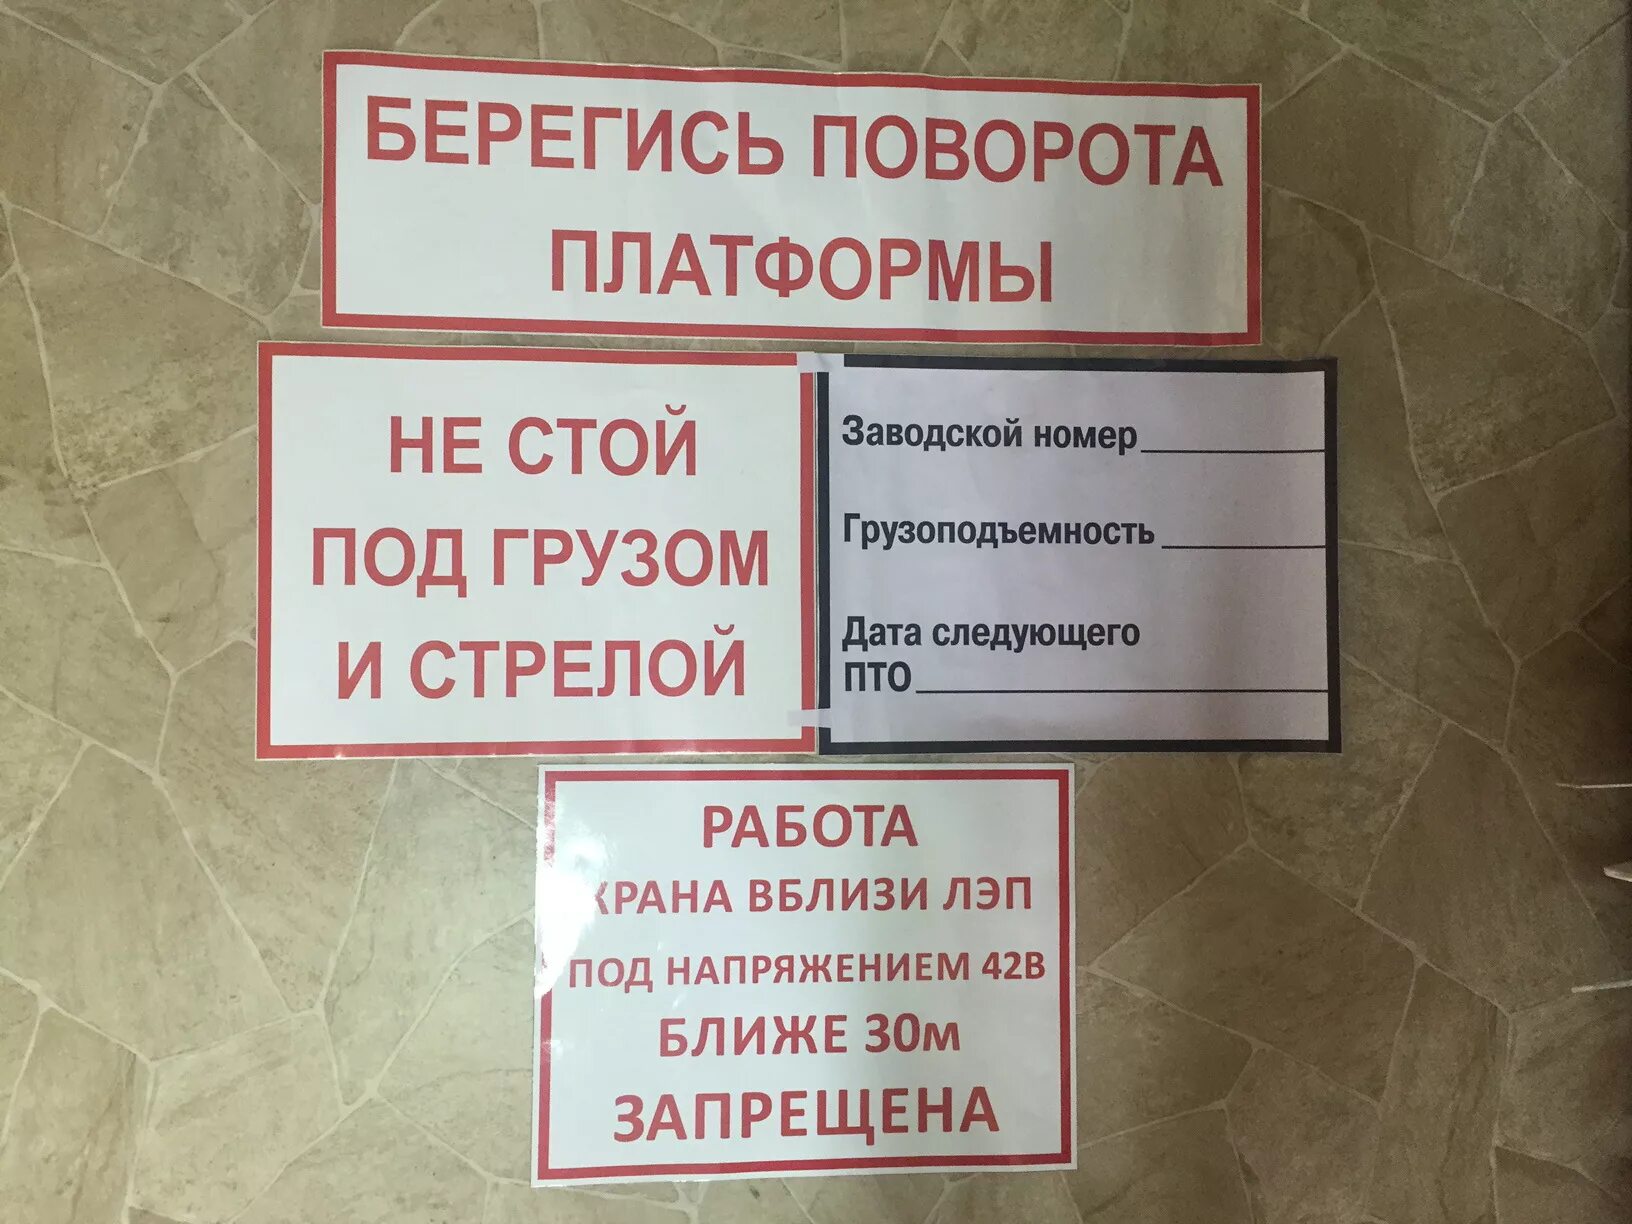 БЕРЕГИСЬ ПОВОРОТА
ПЛАТФОРМЫ
НЕ СТОЙ
ПОД ГРУЗОМ
И СТРЕЛОЙ
Заводской номер
Грузоподъемность
Дата следующего
ПТО
РАБОТА
КРАНА ВБЛИЗИ ЛЭП
ПОД НАПРЯЖЕНИЕМ 42В
БЛИЖЕ 30м
ЗАПРЕЩЕНА